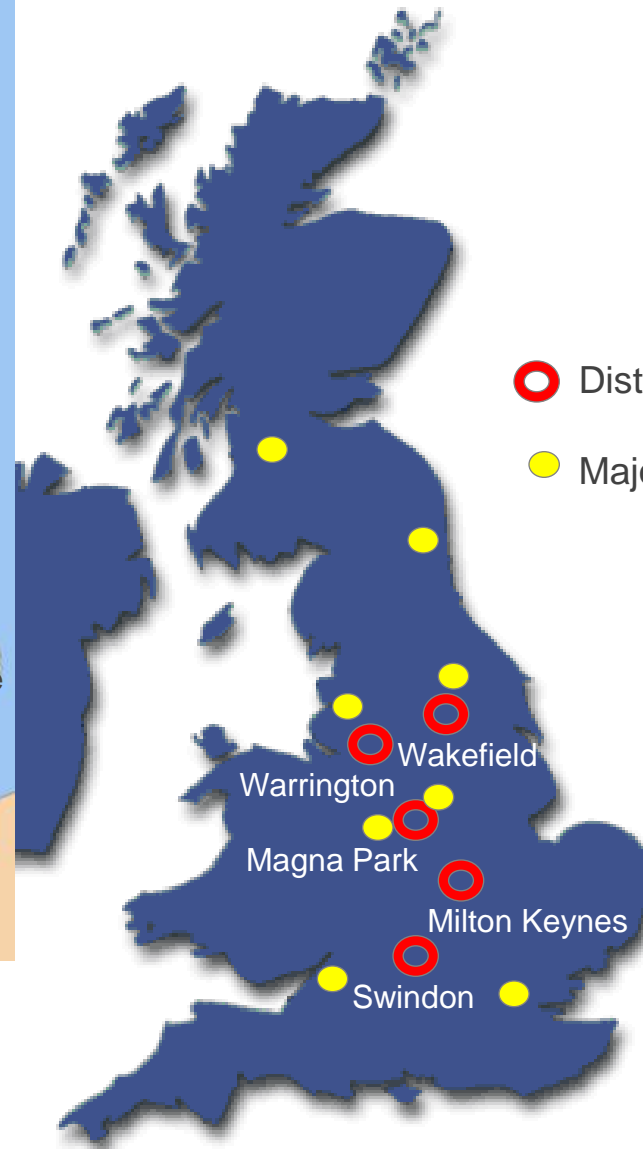 Dist
Majo
Wakefield
Warrington
Magna Park
Milton Keynes
Swindon